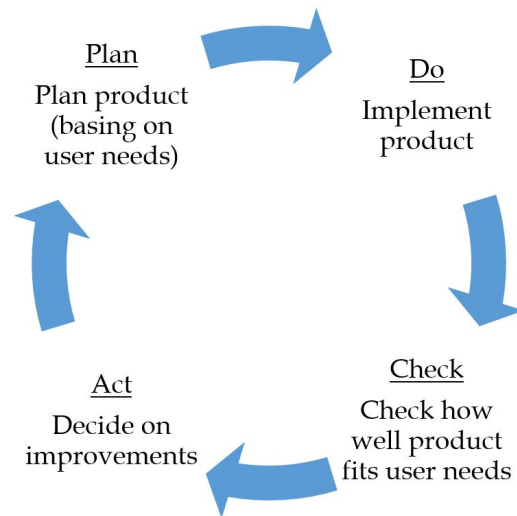 Plan
Plan product
(basing on
user needs)
Do
Implement
product
Check
Check how
well product
fits user needs
Act
Decide on
improvements